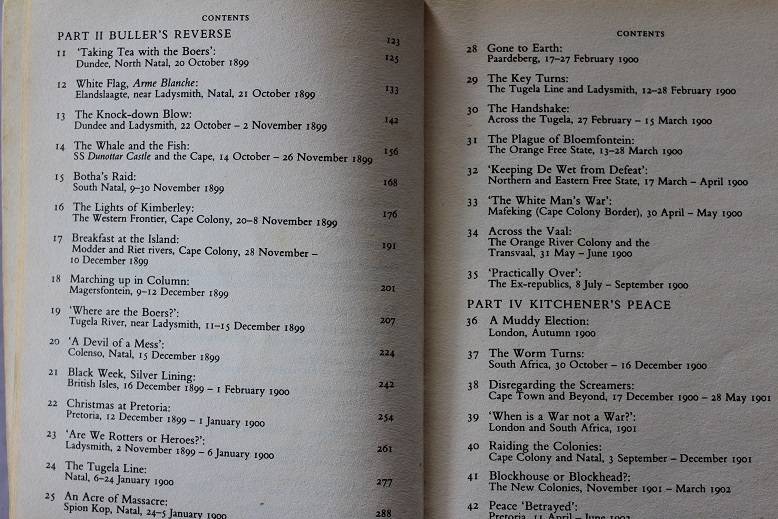 CONTENTS
PART II BULLER'S REVERSE 123
11 'Taking Tea with the Boers': 125
Dundee, North Natal, 20 October 1899
12 White Flag, Arme Blanche: 133
Elandslaagte, near Ladysmith, Natal, 21 October 1899
13 The Knock-down Blow: 142
Dundee and Ladysmith, 22 October – 2 November 1899
14 The Whale and the Fish:
SS Dunottar Castle and the Cape, 14 October – 26 November 1899 156
15 Botha's Raid: 168
South Natal, 9–30 November 1899
16 The Lights of Kimberley: 176
The Western Frontier, Cape Colony, 20–8 November 1899
17 Breakfast at the Island: 191
Modder and Riet rivers, Cape Colony, 28 November –
10 December 1899
18 Marching up in Column: 201
Magersfontein, 9–12 December 1899
19 'Where are the Boers?': 207
Tugela River, near Ladysmith, 11–15 December 1899
20 'A Devil of a Mess': 224
Colenso, Natal, 15 December 1899
21 Black Week, Silver Lining: 242
British Isles, 16 December 1899 – 1 February 1900
22 Christmas at Pretoria: 254
Pretoria, 12 December 1899 – 1 January 1900
23 'Are We Rotters or Heroes?': 261
Ladysmith, 2 November 1899 – 6 January 1900
24 The Tugela Line: 277
Natal, 6–24 January 1900
25 An Acre of Massacre: 288
Spion Kop, Natal, 24–5 January 1900
CONTENTS
28 Gone to Earth:
Paardeberg, 17–27 February 1900
29 The Key Turns:
The Tugela Line and Ladysmith, 12–28 February 1900
30 The Handshake:
Across the Tugela, 27 February – 15 March 1900
31 The Plague of Bloemfontein:
The Orange Free State, 13–28 March 1900
32 'Keeping De Wet from Defeat':
Northern and Eastern Free State, 17 March – April 1900
33 'The White Man's War':
Mafeking (Cape Colony Border), 30 April – May 1900
34 Across the Vaal:
The Orange River Colony and the
Transvaal, 31 May – June 1900
35 'Practically Over':
The Ex-republics, 8 July – September 1900
PART IV KITCHENER'S PEACE
36 A Muddy Election:
London, Autumn 1900
37 The Worm Turns:
South Africa, 30 October – 16 December 1900
38 Disregarding the Screamers:
Cape Town and Beyond, 17 December 1900 – 28 May 1901
39 'When is a War not a War?':
London and South Africa, 1901
40 Raiding the Colonies:
Cape Colony and Natal, 3 September – December 1901
41 Blockhouse or Blockhead?:
The New Colonies, November 1901 – March 1902
42 Peace 'Betrayed':
Pretoria, 11 April – June 1902